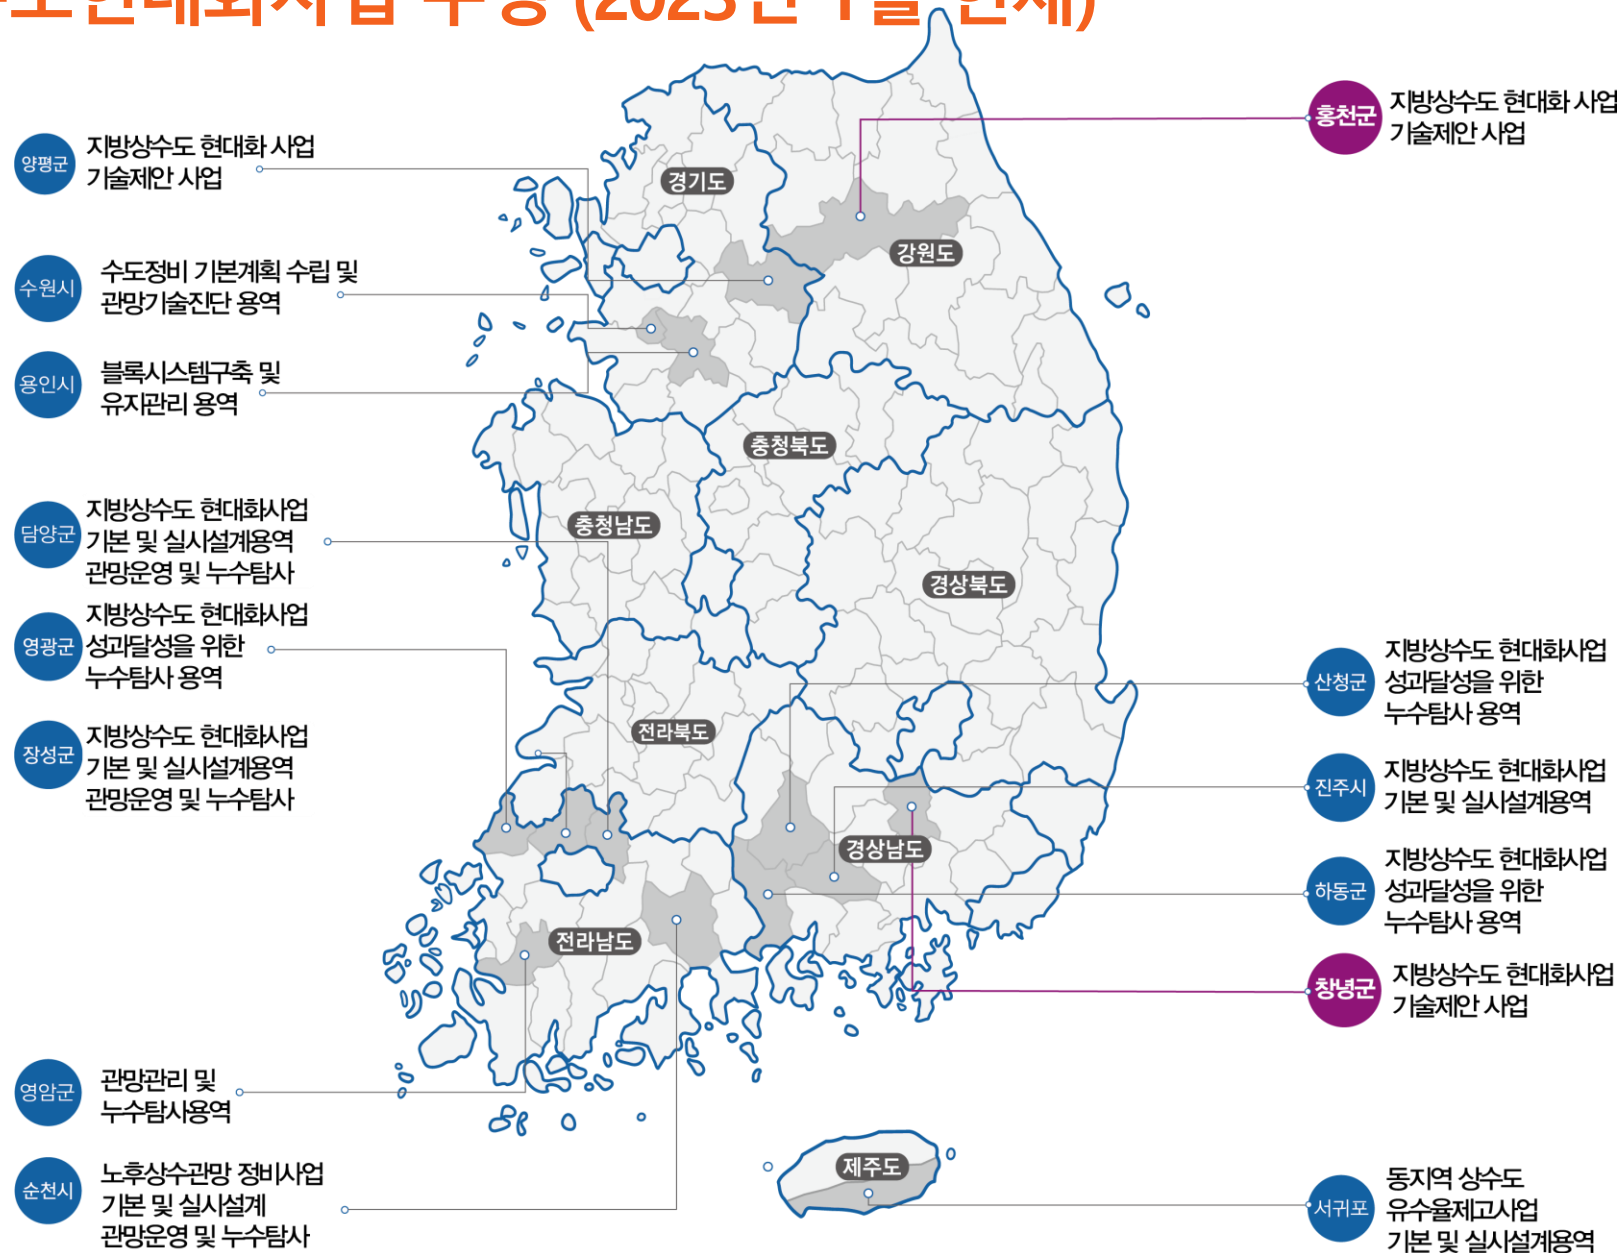 수도현대화사업 수행 (2023년 1월 현재)
양평군
지방상수도 현대화 사업
기술제안 사업
수원시
수도정비 기본계획 수립 및
관망기술진단 용역
용인시
블록시스템구축 및
유지관리 용역
담양군
지방상수도 현대화사업
기본 및 실시설계용역
관망운영 및 누수탐사
영광군
지방상수도 현대화사업
성과달성을 위한
누수탐사 용역
장성군
지방상수도 현대화사업
기본 및 실시설계용역
관망운영 및 누수탐사
영암군
관망관리 및
누수탐사용역
순천시
노후상수관망 정비사업
기본 및 실시설계
관망운영 및 누수탐사
경기도
강원도
충청북도
충청남도
경상북도
전라북도
경상남도
전라남도
제주도
홍천군
지방상수도 현대화 사업
기술제안 사업
산청군
지방상수도 현대화사업
성과달성을 위한
누수탐사 용역
진주시
지방상수도 현대화사업
기본 및 실시설계용역
하동군
지방상수도 현대화사업
성과달성을 위한
누수탐사 용역
창녕군
지방상수도 현대화사업
기술제안 사업
서귀포
동지역 상수도
유수율제고사업
기본 및 실시설계용역